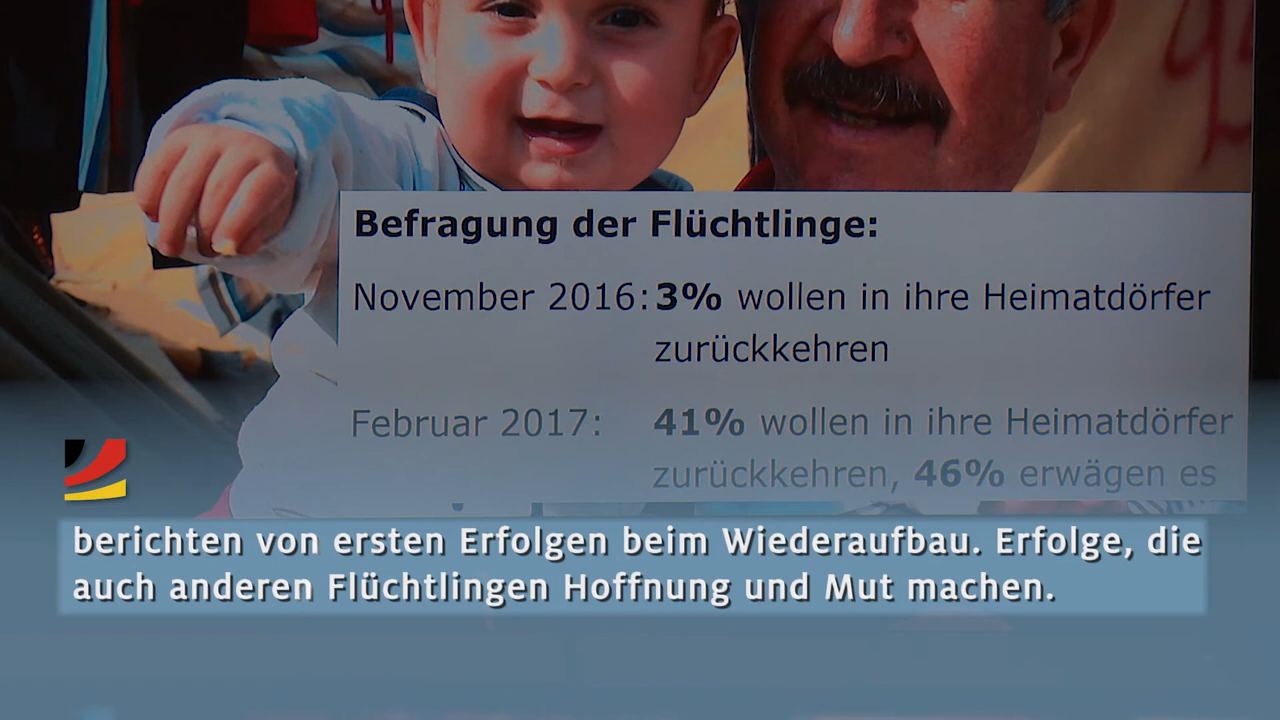 Befragung der Flüchtlinge:
November 2016: 3% wollen in ihre Heimatdörfer
zurückkehren
Februar 2017: 41% wollen in ihre Heimatdörfer
zurückkehren, 46% erwägen es
berichten von ersten Erfolgen beim Wiederaufbau. Erfolge, die
auch anderen Flüchtlingen Hoffnung und Mut machen.